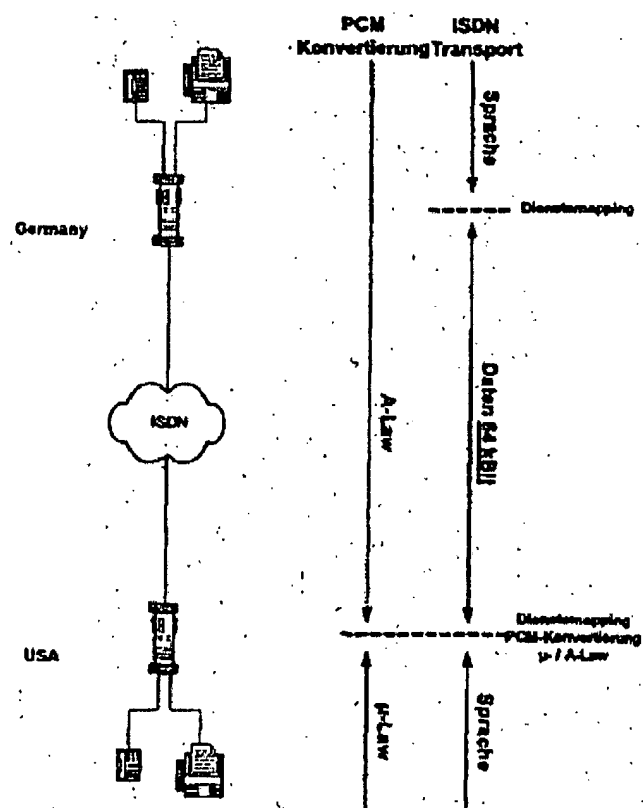 PCM
Konvertierung
ISDN
Transport
Sprache
Dienstemapping
Germany
ISDN
A-Law
Daten 64 kBit
USA
Dienstemapping
PCM-Konvertierung
µ- / A-Law
µ-Law
Sprache